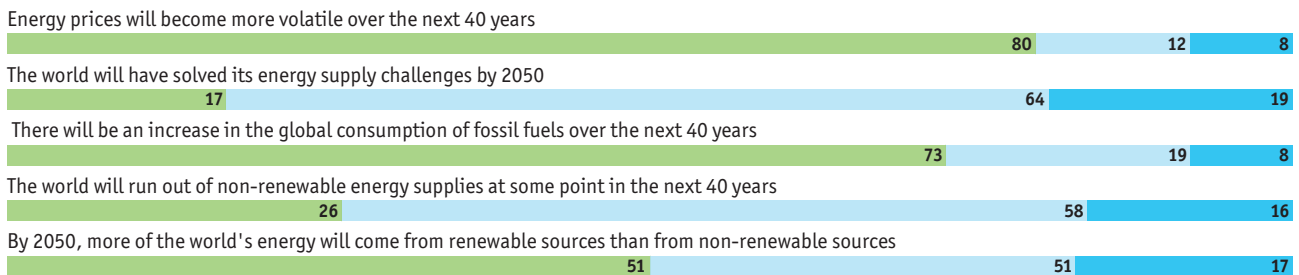 Energy prices will become more volatile over the next 40 years
80 12 8
The world will have solved its energy supply challenges by 2050
17 64 19
There will be an increase in the global consumption of fossil fuels over the next 40 years
73 19 8
The world will run out of non-renewable energy supplies at some point in the next 40 years
26 58 16
By 2050, more of the world's energy will come from renewable sources than from non-renewable sources
51 51 17